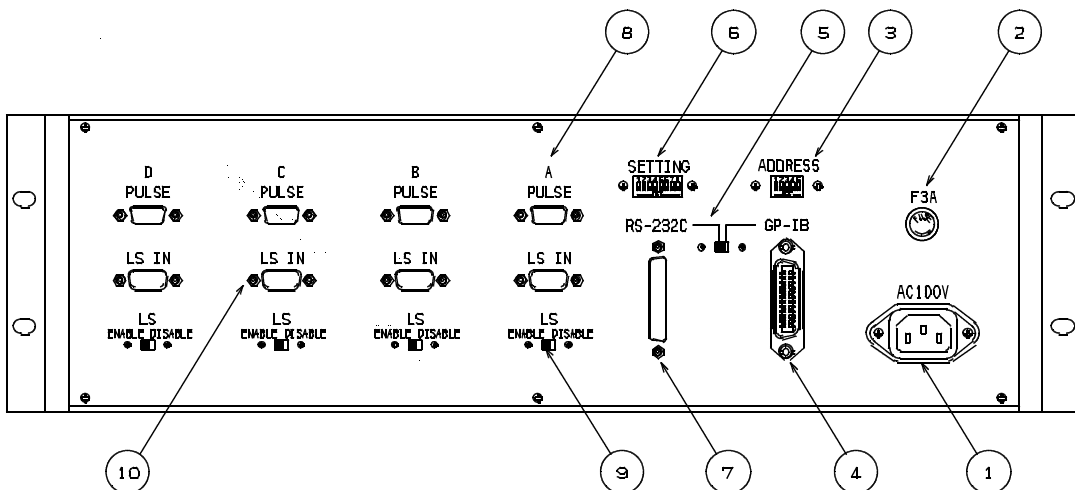 8
6
5
3
2
D
C
B
A
SETTING
ADDRESS
PULSE
PULSE
PULSE
PULSE
F3A
RS-232C
GP-IB
LS IN
LS IN
LS IN
LS IN
AC100V
LS
LS
LS
LS
ENABLE DISABLE
ENABLE DISABLE
ENABLE DISABLE
ENABLE DISABLE
10
9
7
4
1